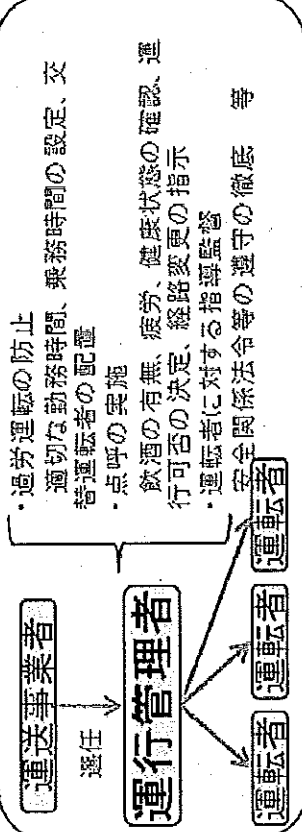 運送事業者
選任
運行管理者
運転者
運転者
運転者
・過労運転の防止
適切な勤務時間、乗務時間の設定、交
替運転者の配置
・点呼の実施
飲酒の有無、疲労、健康状態の確認、運
行可否の決定、経路変更の指示
・運転者に対する指導監督
安全関係法令等の遵守の徹底 等